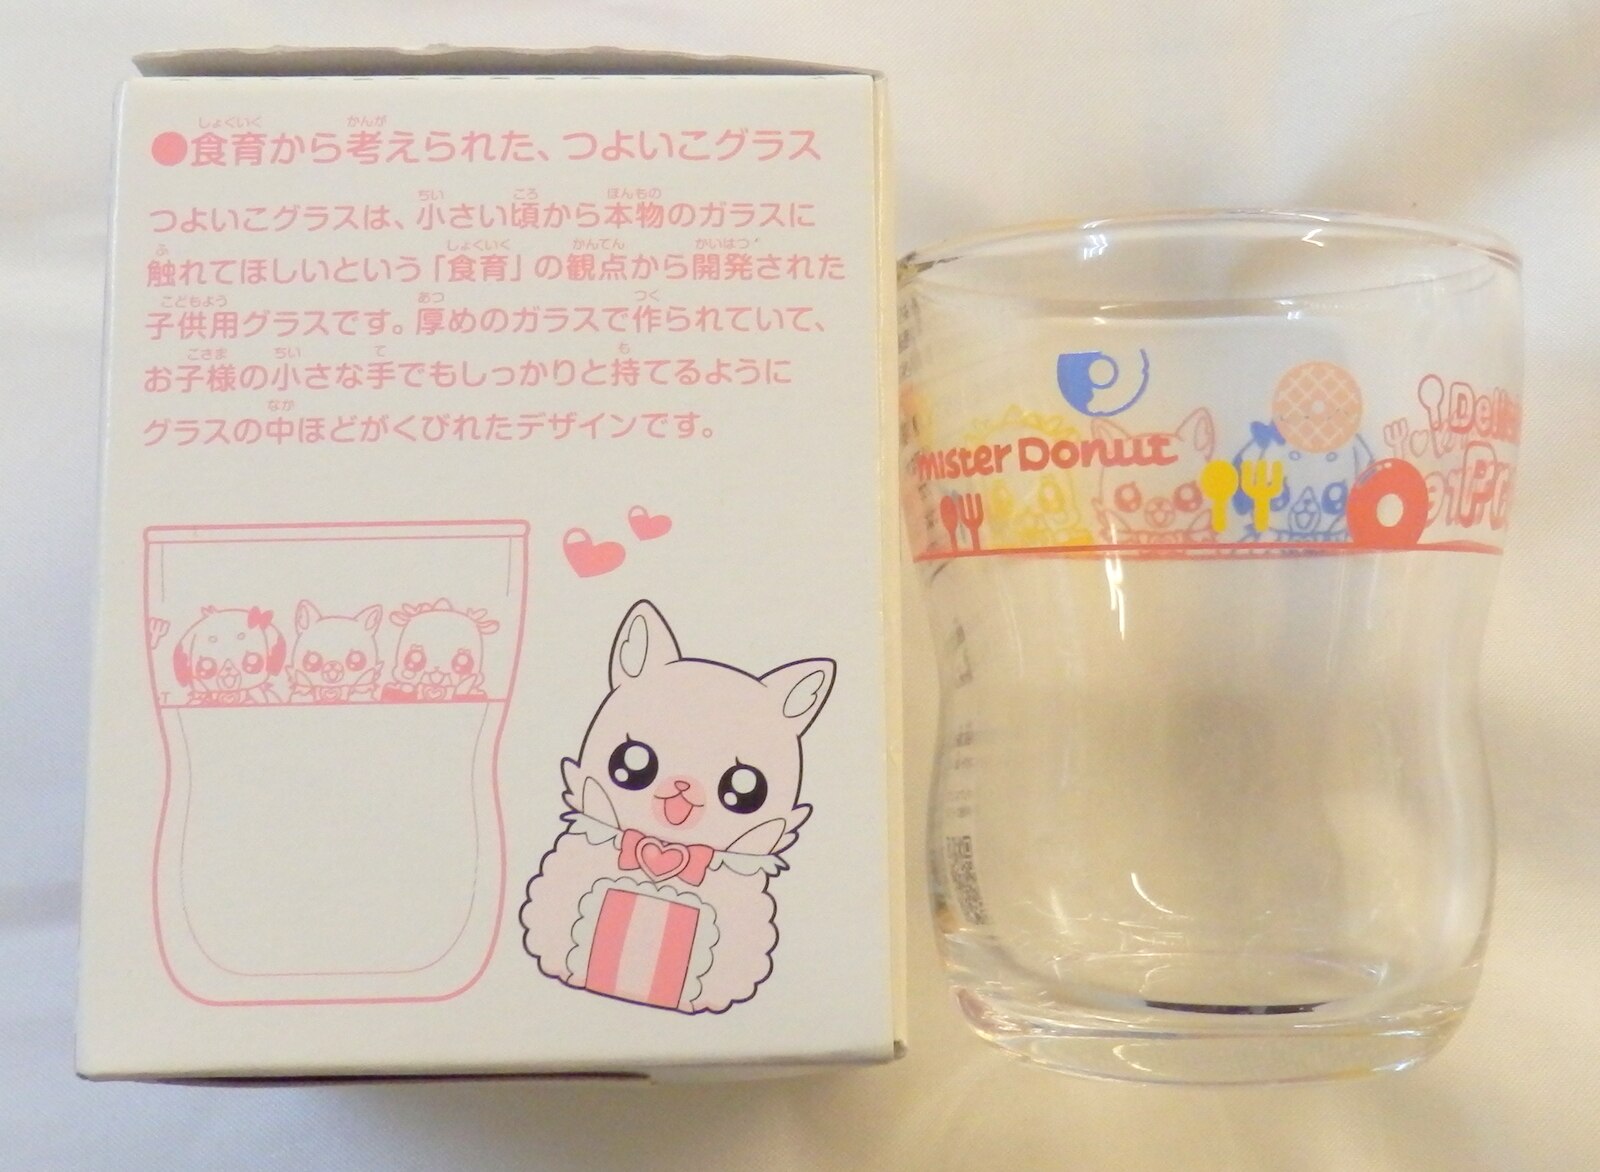 ●食育から考えられた、つよいこグラス
つよいこグラスは、小さい頃から本物のガラスに
触れてほしいという「食育」の観点から開発された
子供用グラスです。厚めのガラスで作られていて、
お子様の小さな手でもしっかりと持てるように
グラスの中ほどがくびれたデザインです。
mister Donut